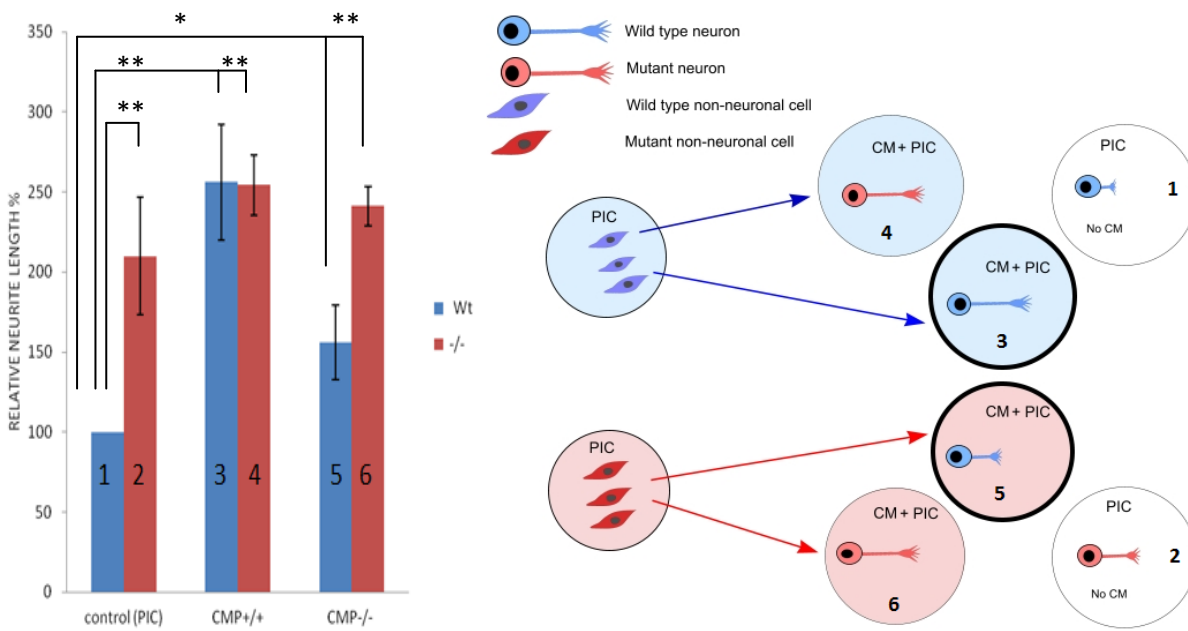 350
300
250
200
150
100
50
0
RELATIVE NEURITE LENGTH %
*
**
**
**
**
1
2
3
4
5
6
control (PIC)
CMP+/+
CMP-/-
Wt
-/-
Wild type neuron
Mutant neuron
Wild type non-neuronal cell
Mutant non-neuronal cell
PIC
CM + PIC
4
PIC
1
No CM
CM + PIC
3
PIC
CM + PIC
5
CM + PIC
6
PIC
2
No CM